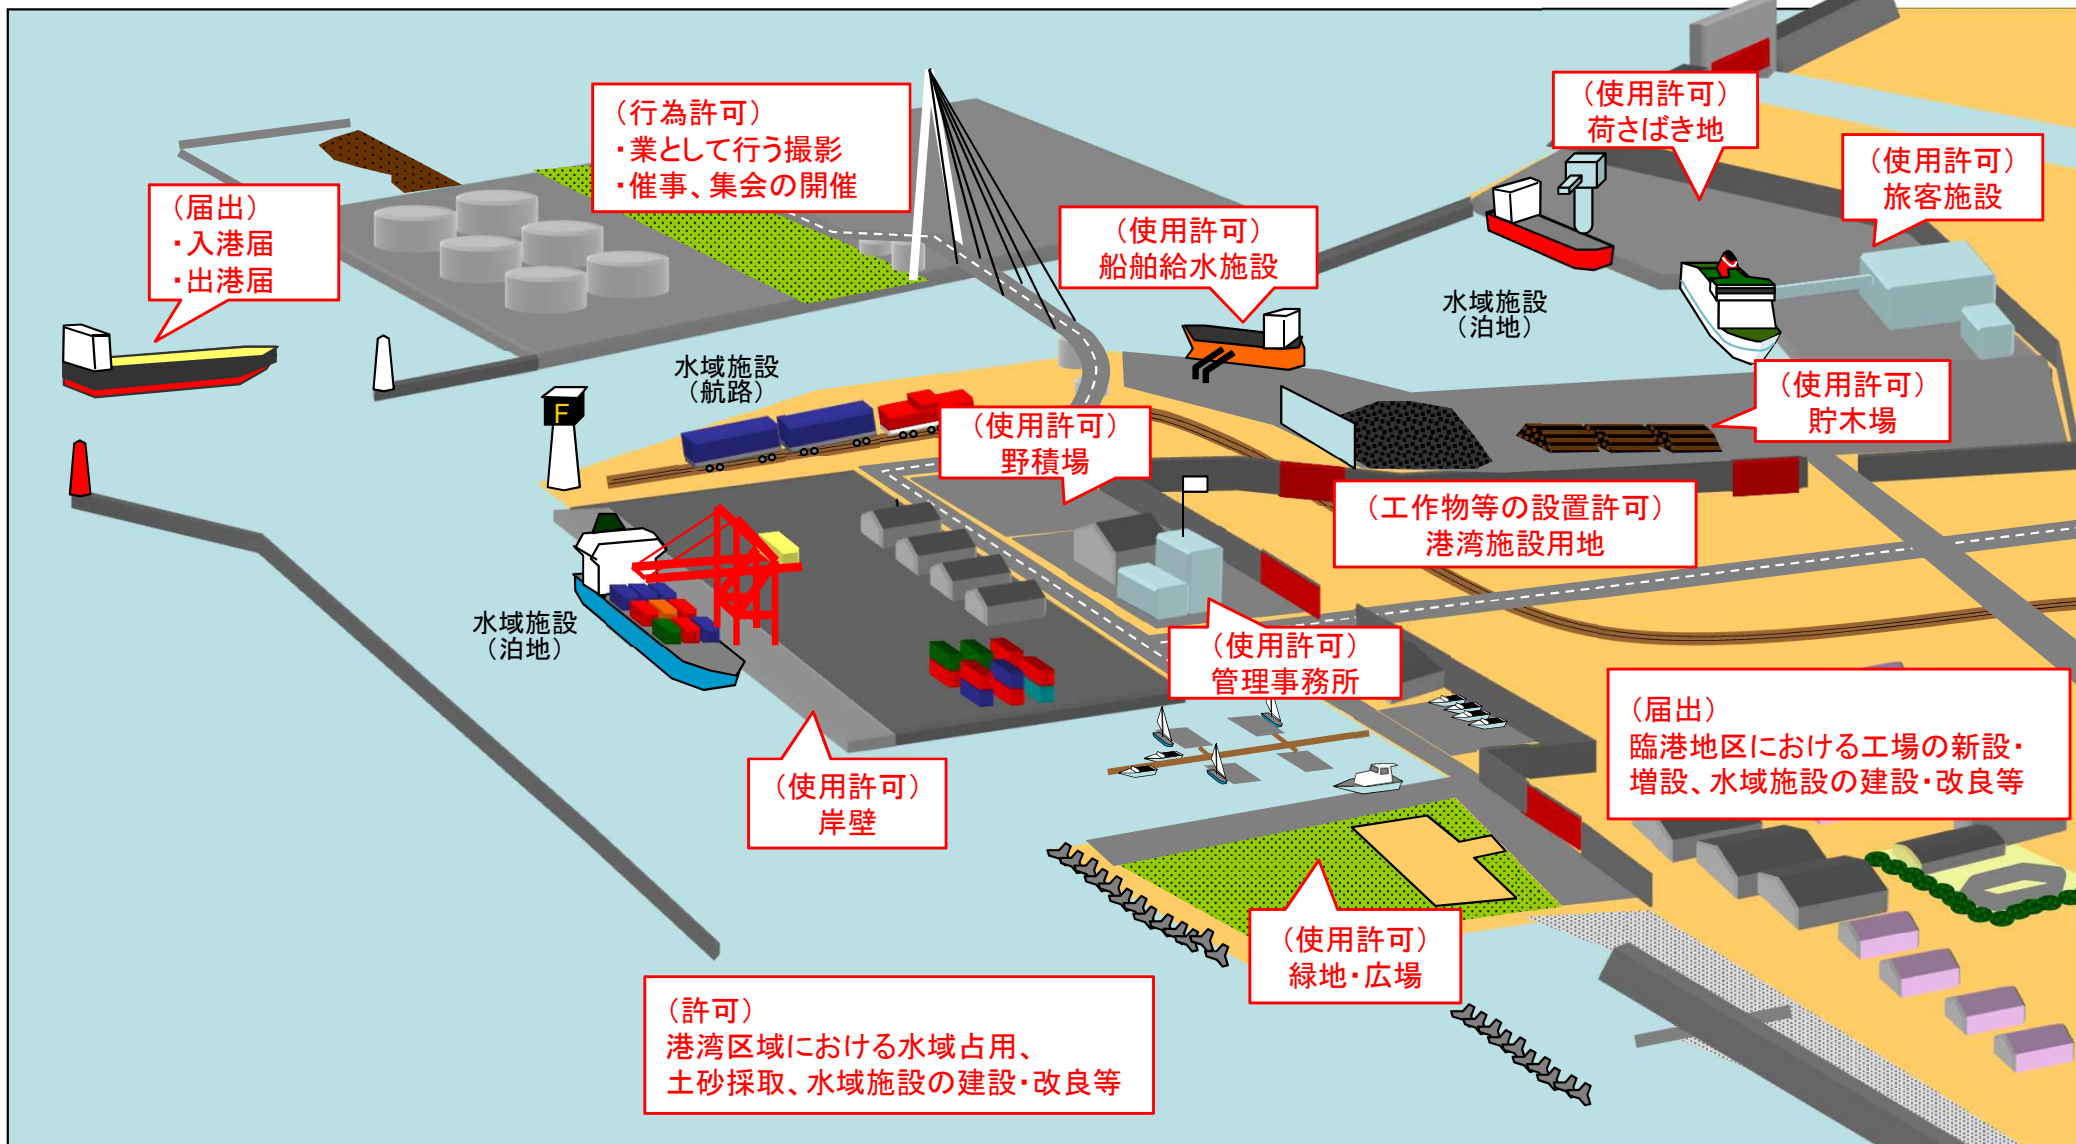 （行為許可）
・業として行う撮影
・催事、集会の開催
（使用許可）
荷さばき地
（使用許可）
旅客施設
（届出）
・入港届
・出港届
（使用許可）
船舶給水施設
水域施設
（泊地）
水域施設
（航路）
（使用許可）
貯木場
F
（使用許可）
野積場
（工作物等の設置許可）
港湾施設用地
水域施設
（泊地）
（使用許可）
管理事務所
（届出）
臨港地区における工場の新設・
増設、水域施設の建設・改良等
（使用許可）
岸壁
（使用許可）
緑地・広場
（許可）
港湾区域における水域占用、
土砂採取、水域施設の建設・改良等